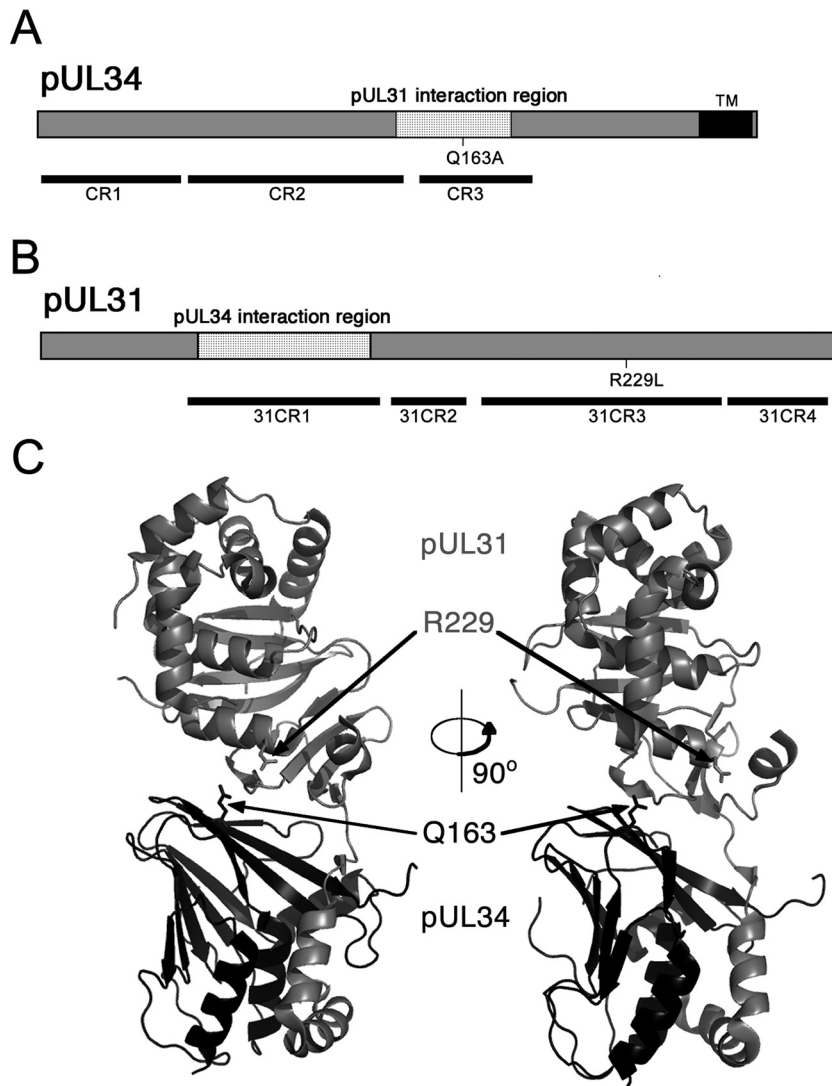 A
pUL34
pUL31 interaction region
TM
Q163A
CR1 CR2 CR3
B
pUL31
pUL34 interaction region
R229L
31CR1 31CR2 31CR3 31CR4
C
pUL31
R229
90°
Q163
pUL34